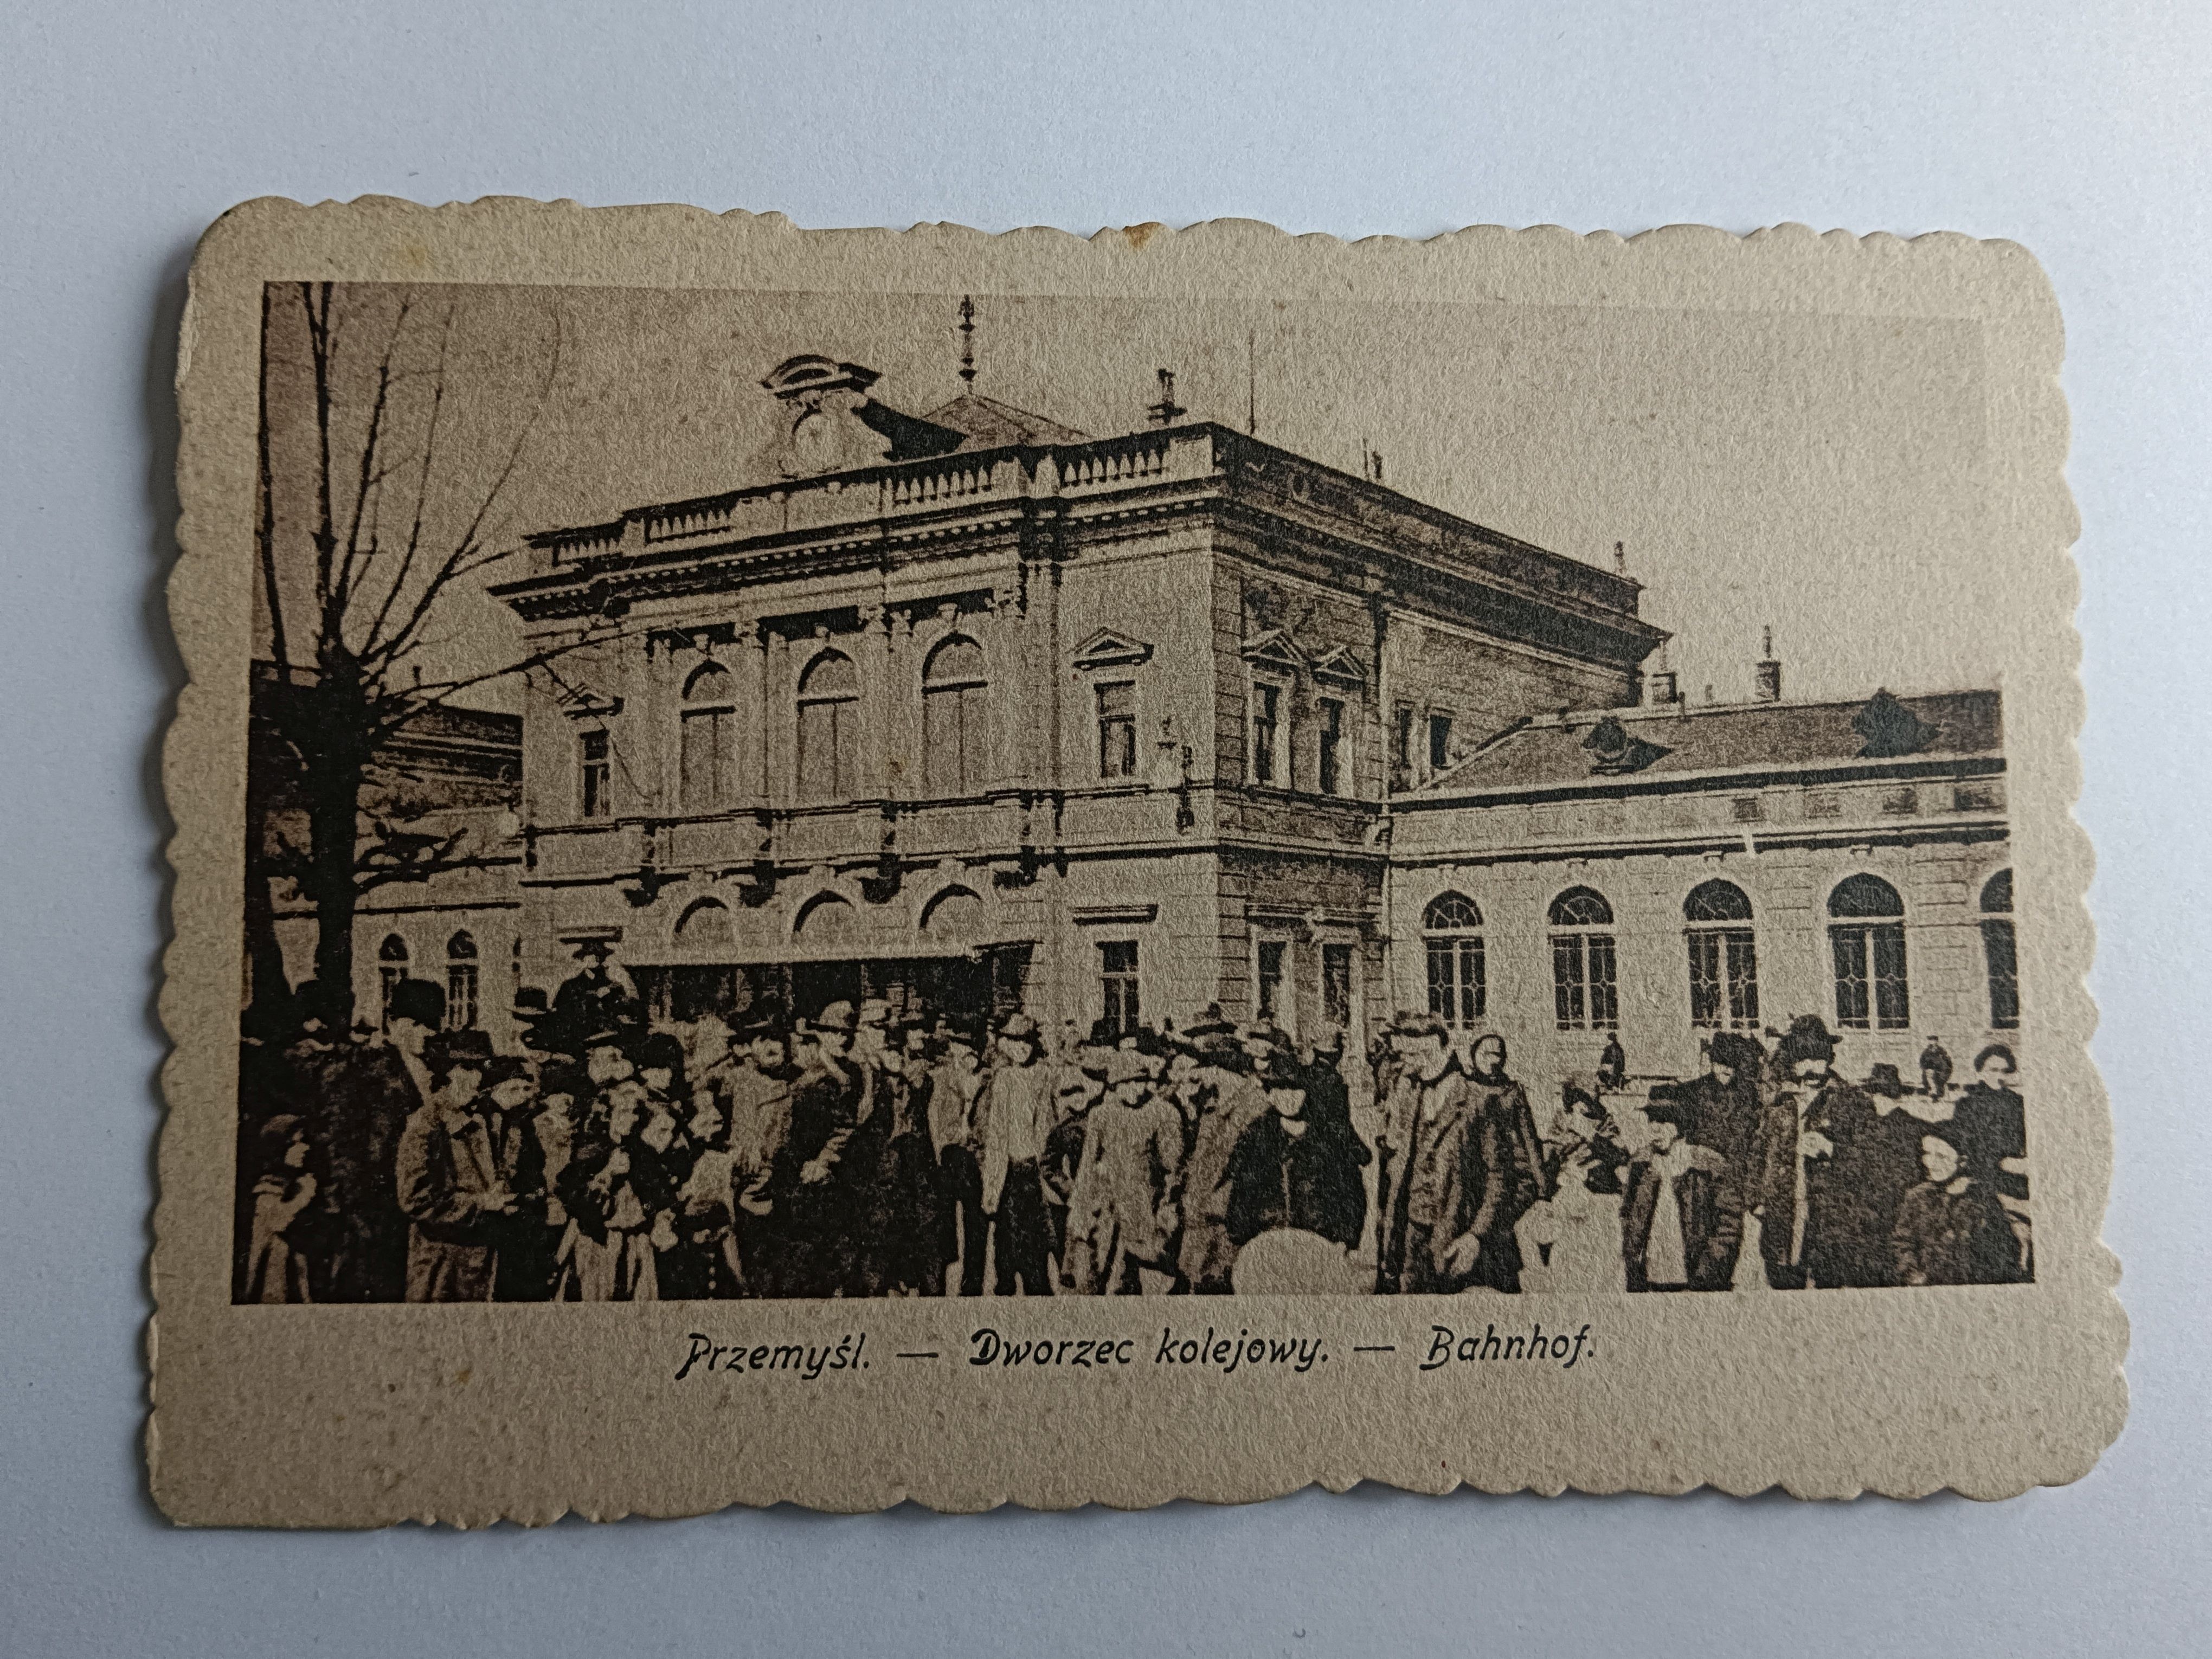 Przemyśl. — Dworzec kolejowy. — Bahnhof.